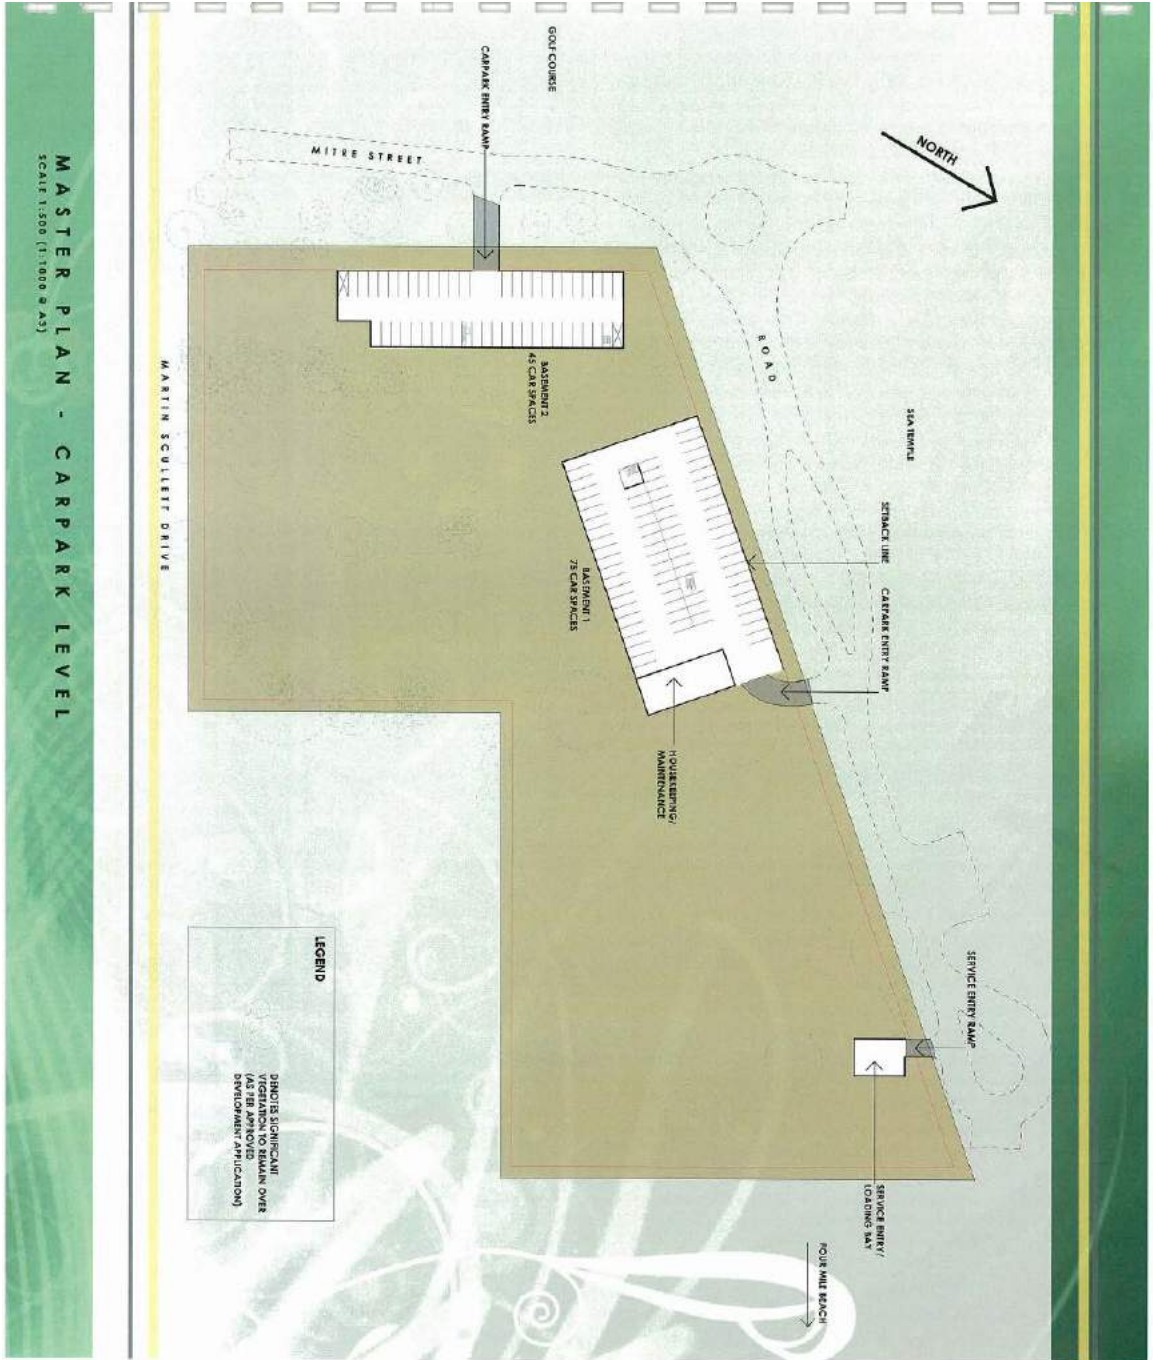 MASTER PLAN - CARPARK LEVEL
SCALE 1:500 (1:1000 @ A3)
GOLF COURSE
CARPARK ENTRY RAMP
MITRE STREET
NORTH
ROAD
SEA TEMPLE
SETBACK LINE
CARPARK ENTRY RAMP
BASEMENT 2
45 CAR SPACES
BASEMENT 1
75 CAR SPACES
HOUSEKEEPING/
MAINTENANCE
MARTIN SCULLETT DRIVE
SERVICE ENTRY RAMP
SERVICE ENTRY/
LOADING BAY
FOUR MILE BEACH
LEGEND
DENOTES SIGNIFICANT
VEGETATION TO REMAIN OVER
(AS PER APPROVED
DEVELOPMENT APPLICATION)